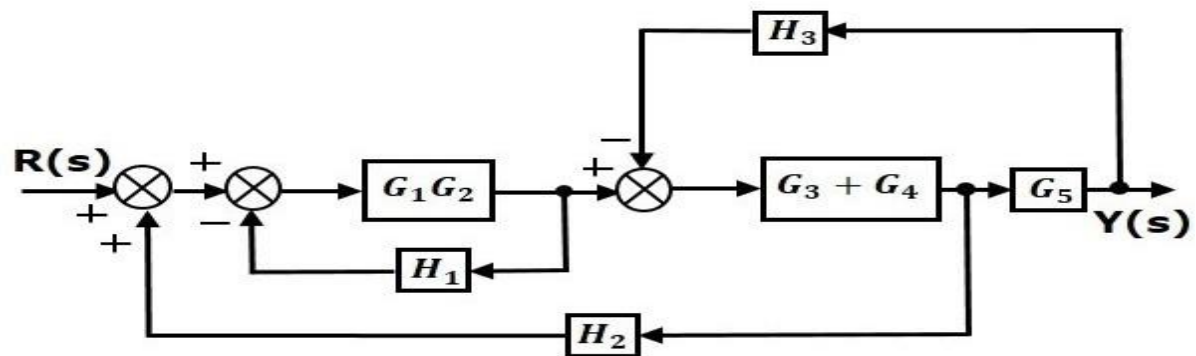 H₃
R(s)
+
+
+
+
−
G₁G₂
+
−
G₃ + G₄
G₅
Y(s)
H₁
H₂